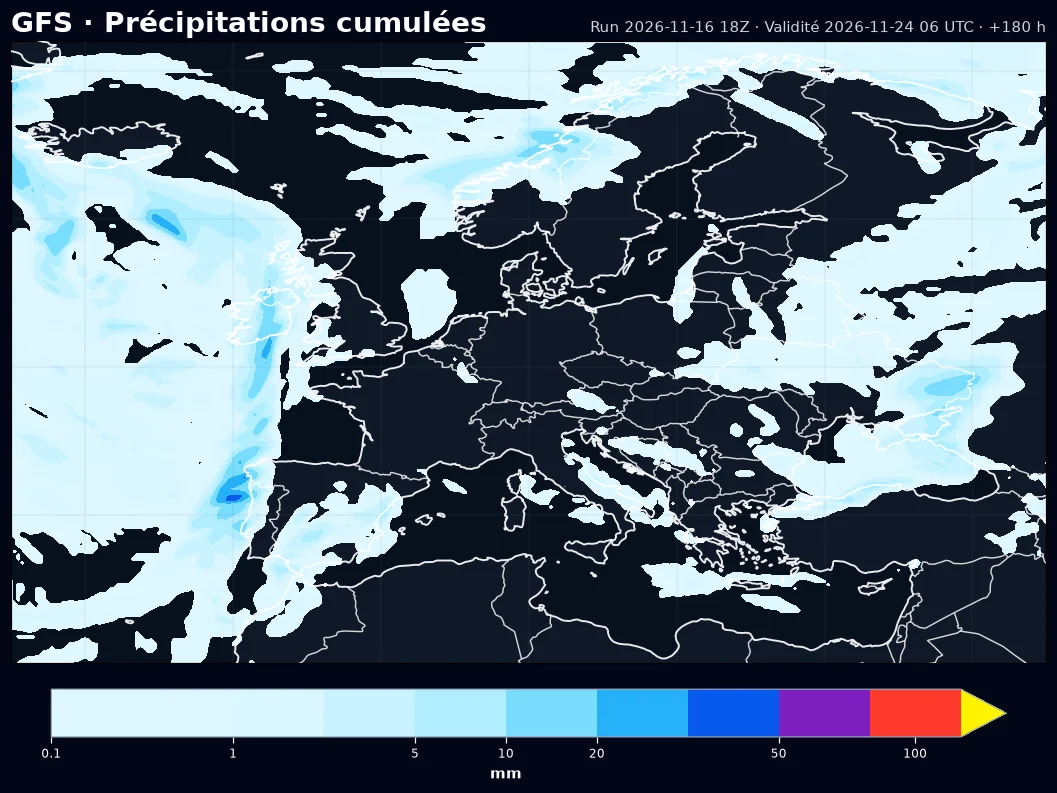 GFS · Précipitations cumulées
Run 2026-11-16 18Z · Validité 2026-11-24 06 UTC · +180 h
0.1 1 5 10 20 50 100
mm